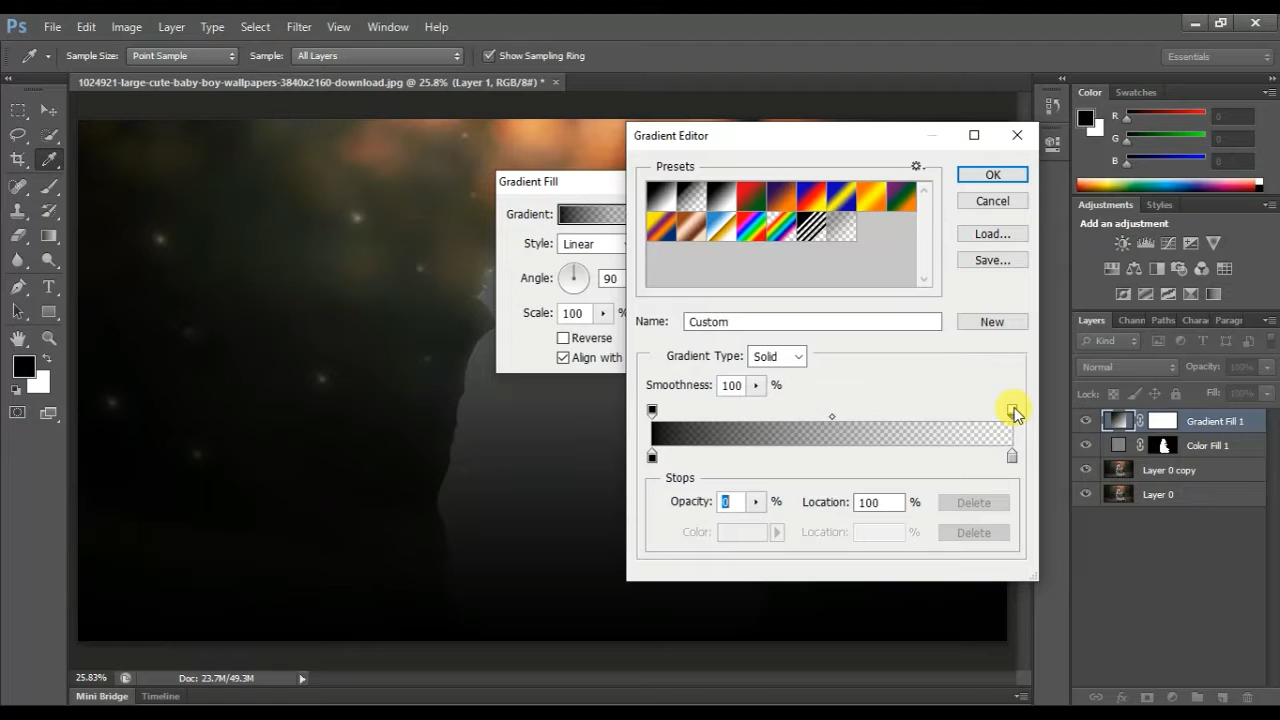 Ps File Edit Image Layer Type Select Filter View Window Help
Sample Size: Point Sample Sample: All Layers Show Sampling Ring Essentials
1024921-large-cute-baby-boy-wallpapers-3840x2160-download.jpg @ 25.8% (Layer 1, RGB/8#) * ×
Color Swatches
R 0
G 0
B
Gradient Editor
Presets
OK
Cancel
Load...
Save...
Name: Custom New
Gradient Type: Solid
Smoothness: 100 %
Stops
Opacity: 0 % Location: 100 % Delete
Color: Location: % Delete
Gradient Fill
Gradient:
Style: Linear
Angle: 90
Scale: 100 %
Reverse
Align with
Adjustments Styles
Add an adjustment
Layers Chann Paths Chara Paragr
Kind
Normal Opacity: 100%
Lock: Fill: 100%
Gradient Fill 1
Color Fill 1
Layer 0 copy
Layer 0
25.83% Doc: 23.7M/49.3M
Mini Bridge Timeline